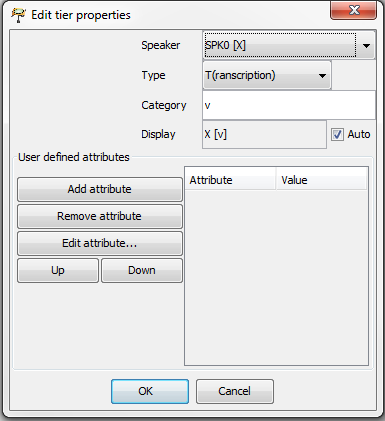 Edit tier properties
Speaker SPK0 [X]
Type T(ranscription)
Category v
Display X [v] Auto
User defined attributes
Attribute Value
Add attribute
Remove attribute
Edit attribute...
Up Down
OK Cancel